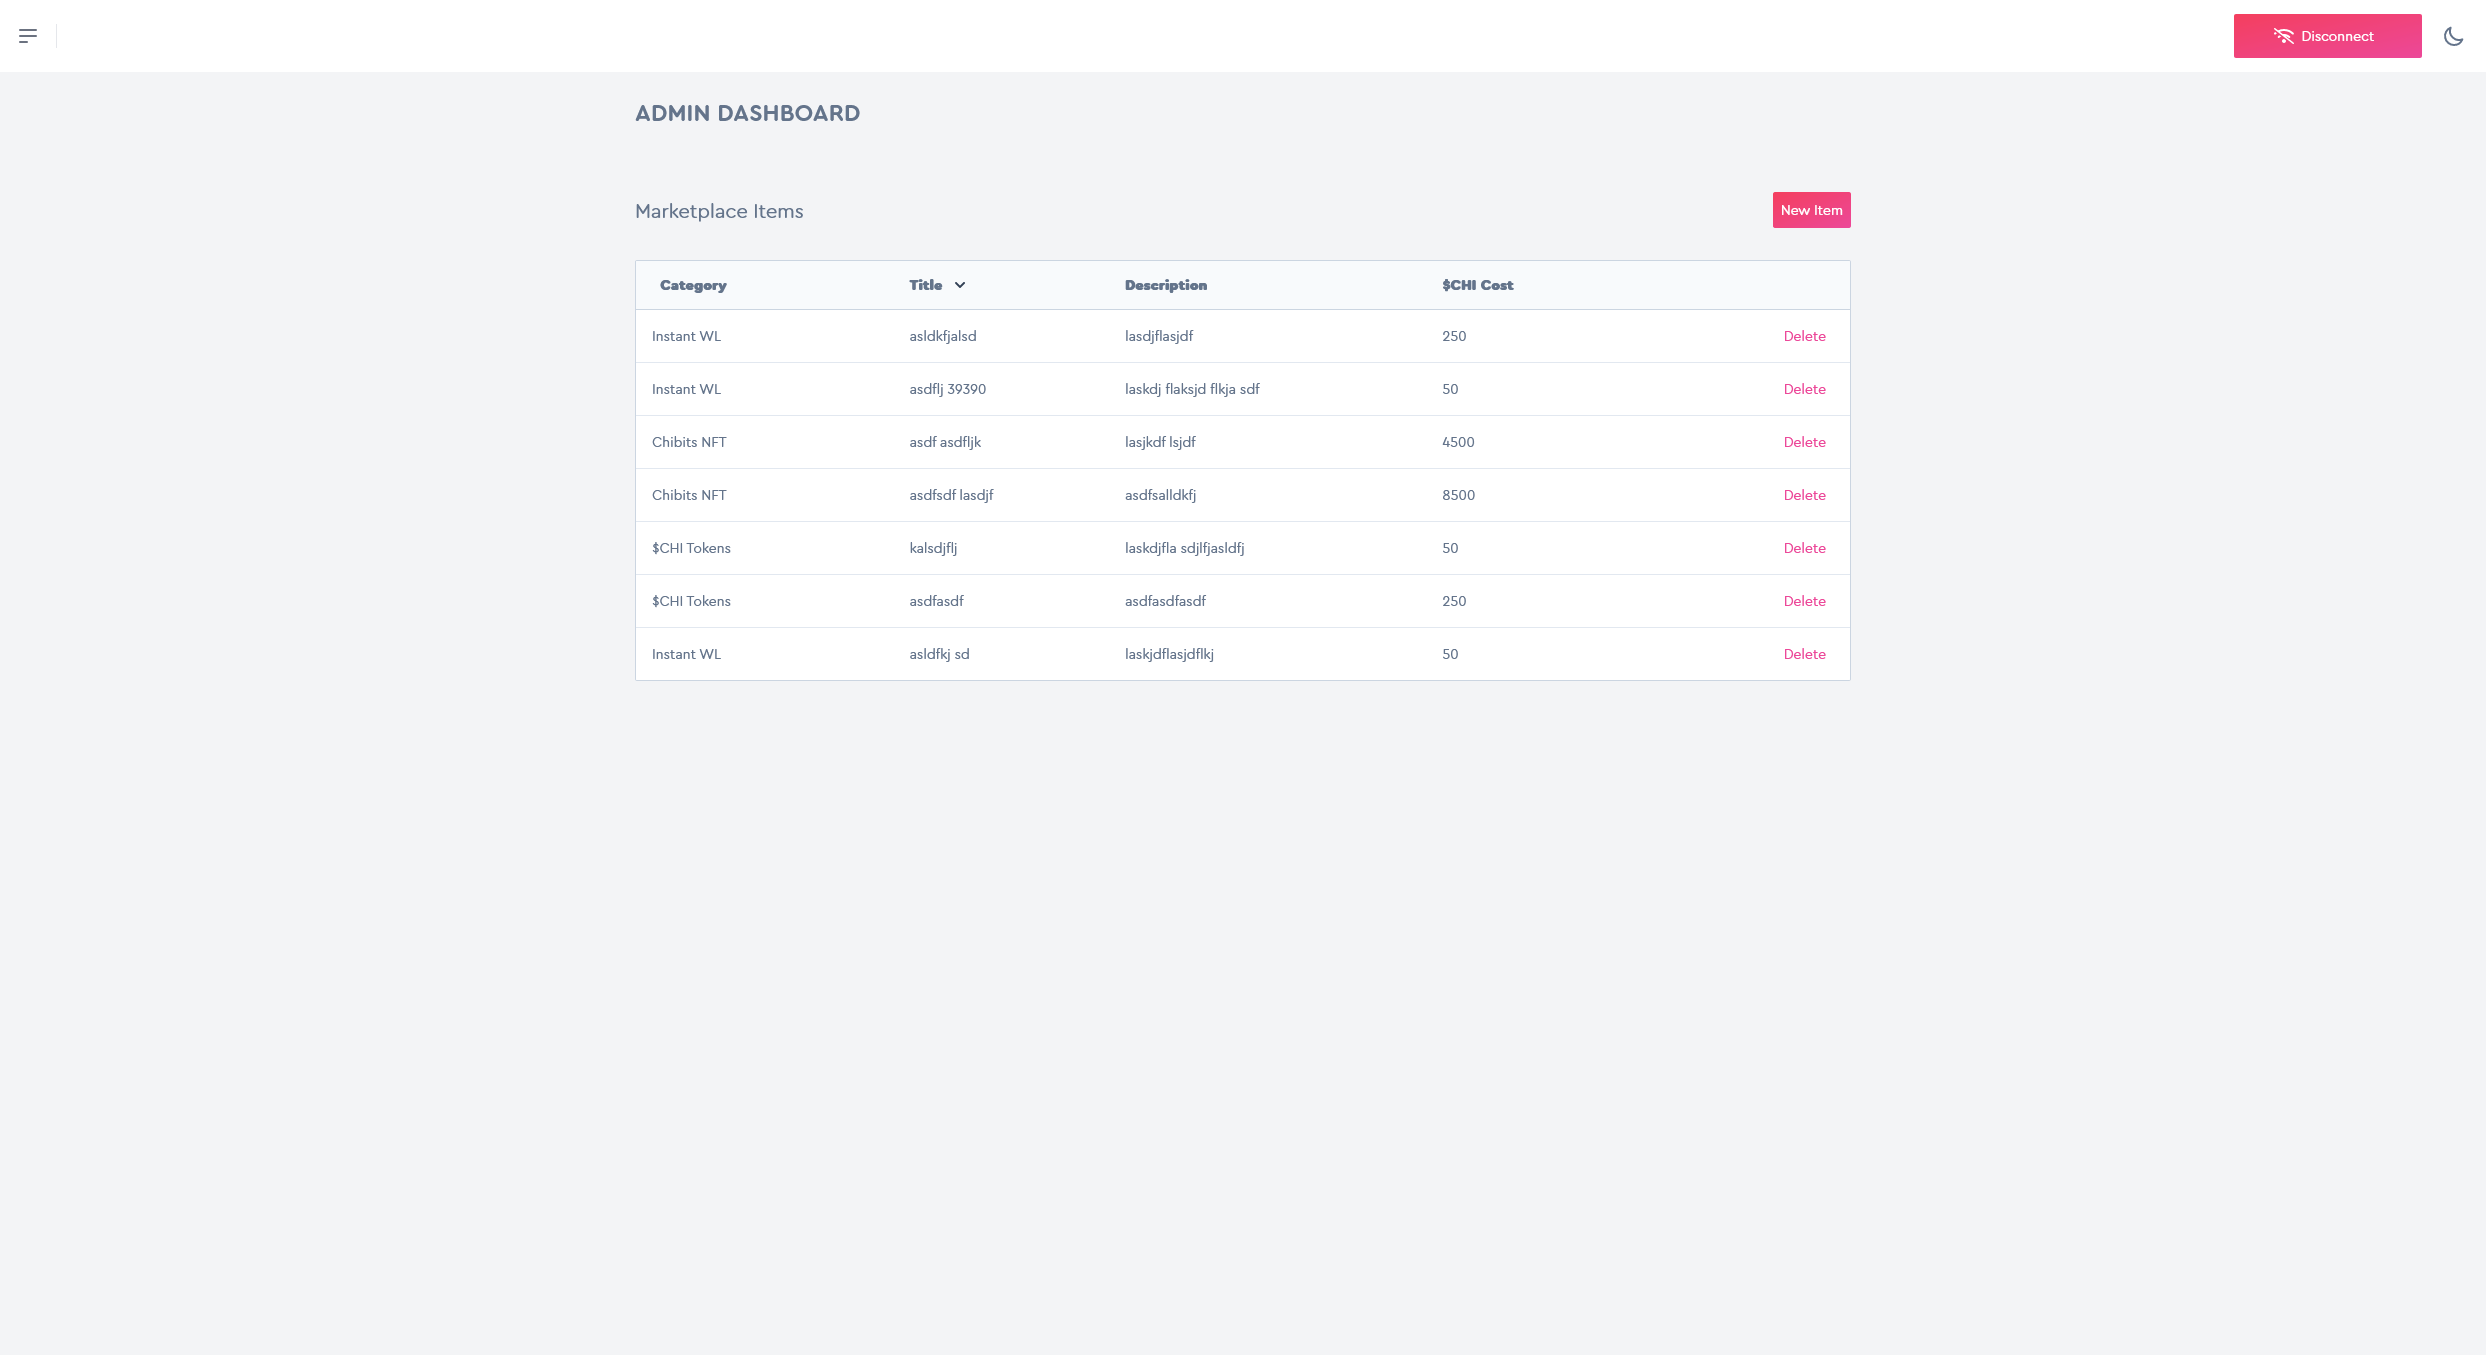 Disconnect
ADMIN DASHBOARD
Marketplace Items
New Item
Category Title Description $CHI Cost
Instant WL asldkfjalsd lasdjflasjdf 250 Delete
Instant WL asdflj 39390 laskdj flaksjd flkja sdf 50 Delete
Chibits NFT asdf asdfljk lasjkdf lsjdf 4500 Delete
Chibits NFT asdfsdf lasdjf asdfsalldkfj 8500 Delete
$CHI Tokens kalsdjflj laskdjfla sdjlfjasldfj 50 Delete
$CHI Tokens asdfasdf asdfasdfasdf 250 Delete
Instant WL asldfkj sd laskjdflasjdflkj 50 Delete